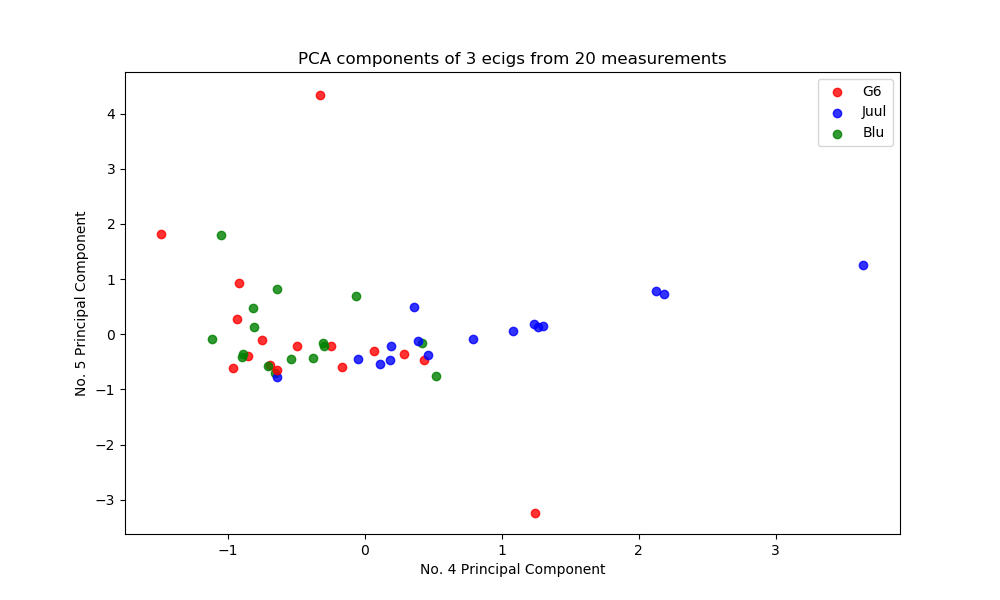 PCA components of 3 ecigs from 20 measurements
G6
Juul
Blu
4
3
2
1
0
−1
−2
−3
No. 5 Principal Component
−1
0
1
2
3
No. 4 Principal Component